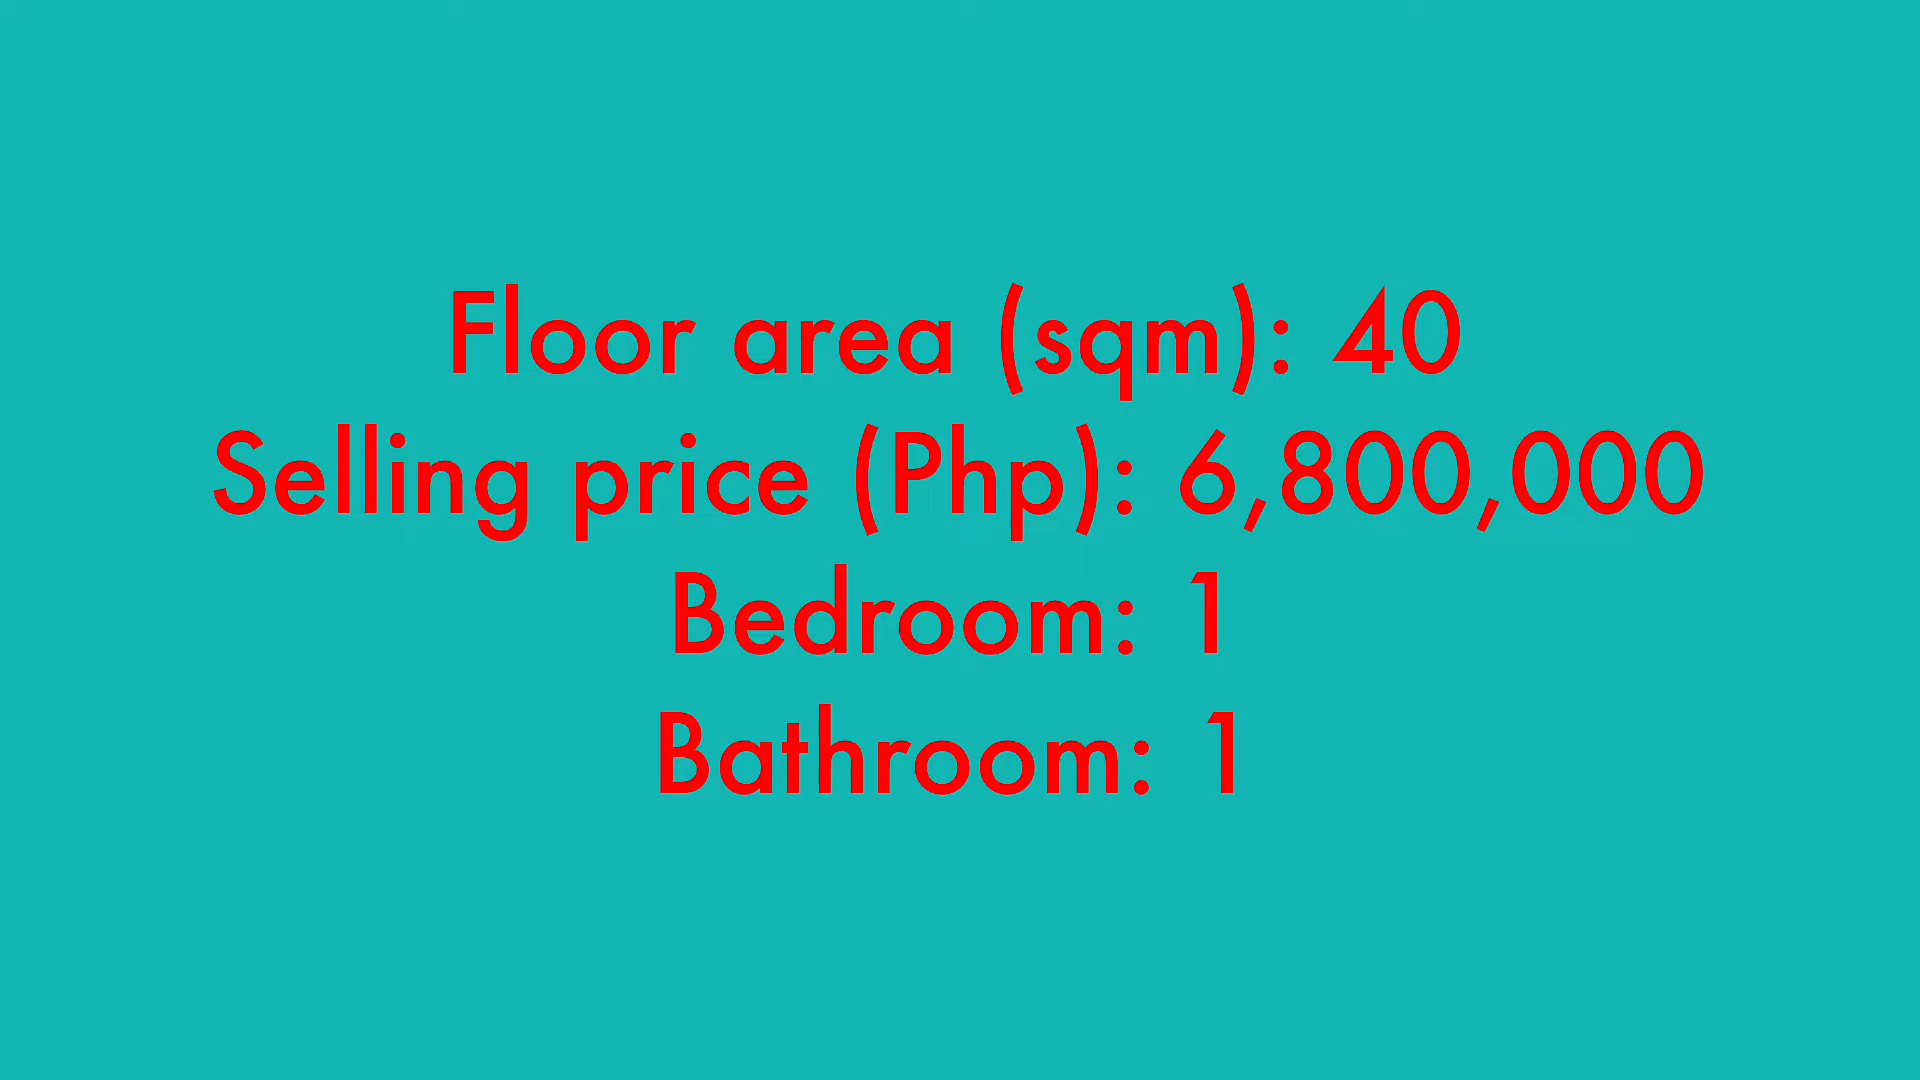 Floor area (sqm): 40
Selling price (Php): 6,800,000
Bedroom: 1
Bathroom: 1